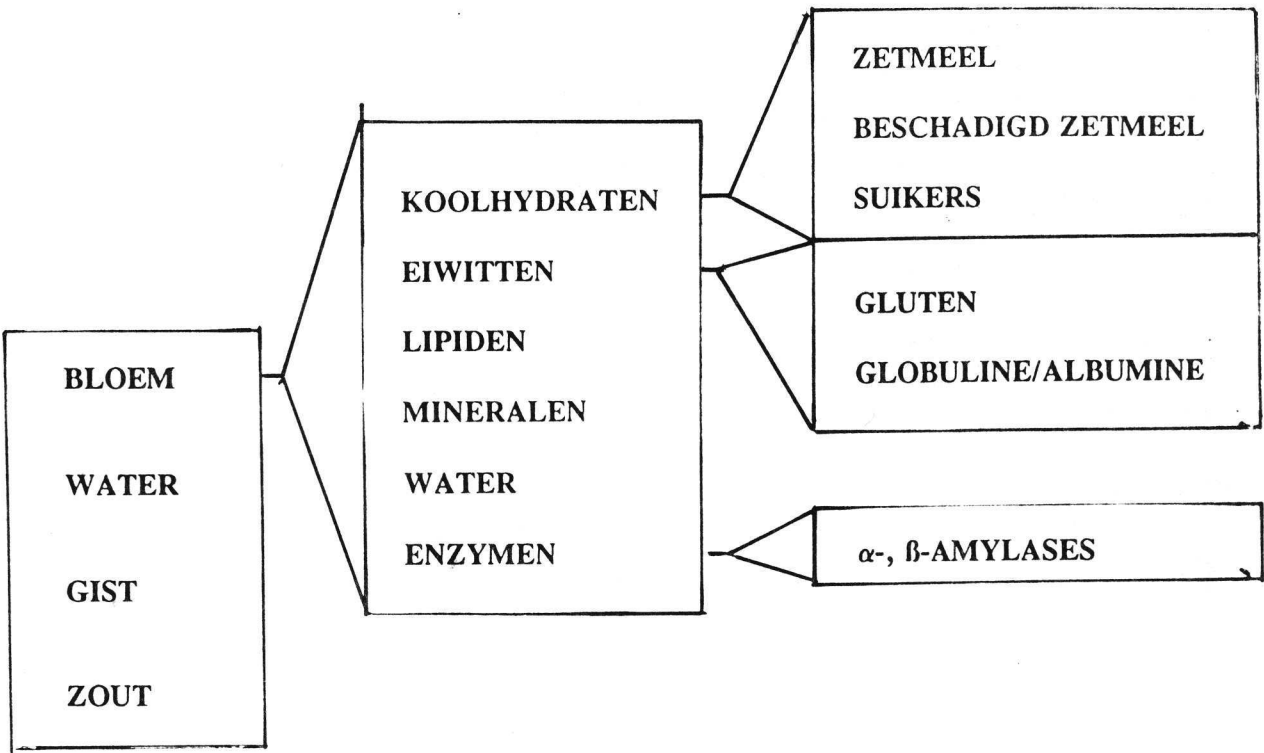 BLOEM
WATER
GIST
ZOUT
KOOLHYDRATEN
EIWITTEN
LIPIDEN
MINERALEN
WATER
ENZYMEN
ZETMEEL
BESCHADIGD ZETMEEL
SUIKERS
GLUTEN
GLOBULINE/ALBUMINE
α-, ß-AMYLASES